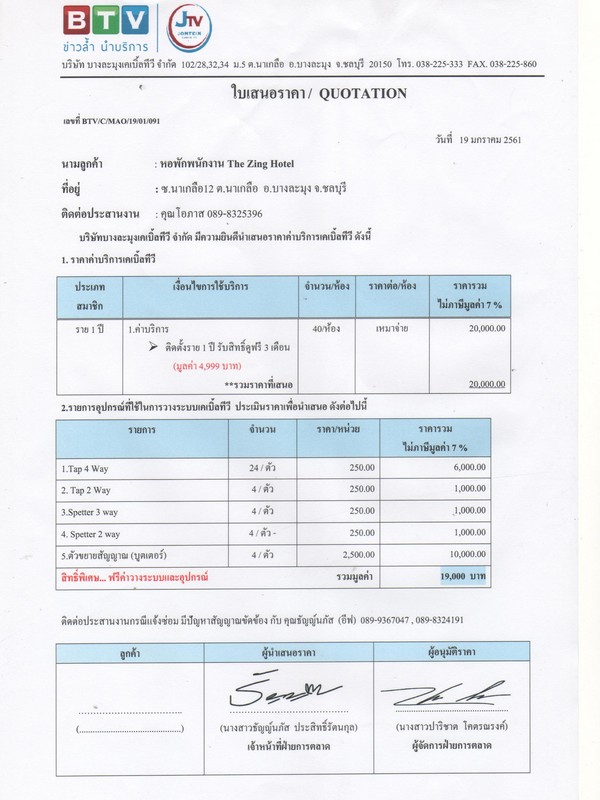 BTV
ข่าวล้ำ นำบริการ
JTV
บริษัท บางละมุงเคเบิ้ลทีวี จำกัด 102/28,32,34 ม.5 ต.นาเกลือ อ.บางละมุง จ.ชลบุรี 20150 โทร. 038-225-333 FAX. 038-225-860
ใบเสนอราคา / QUOTATION
เลขที่ BTV/C/MAO/19/01/091
วันที่ 19 มกราคม 2561
นามลูกค้า : หอพักพนักงาน The Zing Hotel
ที่อยู่ : ซ.นาเกลือ12 ต.นาเกลือ อ.บางละมุง จ.ชลบุรี
ติดต่อประสานงาน : คุณโอภาส 089-8325396
บริษัทบางละมุงเคเบิ้ลทีวี จำกัด มีความยินดีนำเสนอราคาค่าบริการเคเบิ้ลทีวี ดังนี้
1. ราคาค่าบริการเคเบิ้ลทีวี
ประเภทสมาชิก เงื่อนไขการใช้บริการ จำนวน/ห้อง ราคาต่อ/ห้อง ราคารวม ไม่ภาษีมูลค่า 7 %
ราย 1 ปี 1.ค่าบริการ 40/ห้อง เหมาจ่าย 20,000.00
➢ ติดตั้งราย 1 ปี รับสิทธิ์ดูฟรี 3 เดือน
(มูลค่า 4,999 บาท)
**รวมราคาที่เสนอ 20,000.00
2.รายการอุปกรณ์ที่ใช้ในการวางระบบเคเบิ้ลทีวี ประเมินราคาเพื่อนำเสนอ ดังต่อไปนี้
รายการ จำนวน ราคา/หน่วย ราคารวม ไม่ภาษีมูลค่า 7 %
1.Tap 4 Way 24 / ตัว 250.00 6,000.00
2. Tap 2 Way 4 / ตัว 250.00 1,000.00
3.Spetter 3 way 4 / ตัว 250.00 1,000.00
4. Spetter 2 way 4 / ตัว - 250.00 1,000.00
5.ตัวขยายสัญญาณ (บูตเตอร์) 4 / ตัว 2,500.00 10,000.00
สิทธิ์พิเศษ... ฟรีค่าวางระบบและอุปกรณ์ รวมมูลค่า 19,000 บาท
ติดต่อประสานงานกรณีแจ้งซ่อม มีปัญหาสัญญาณขัดข้อง กับ คุณธัญญ์นภัส (อีฟ) 089-9367047 , 089-8324191
ลูกค้า ผู้นำเสนอราคา ผู้อนุมัติราคา
(....................................) (นางสาวธัญญ์นภัส ประสิทธิ์รัตนกุล) (นางสาวปาริชาต โคตรณรงค์)
เจ้าหน้าที่ฝ่ายการตลาด ผู้จัดการฝ่ายการตลาด